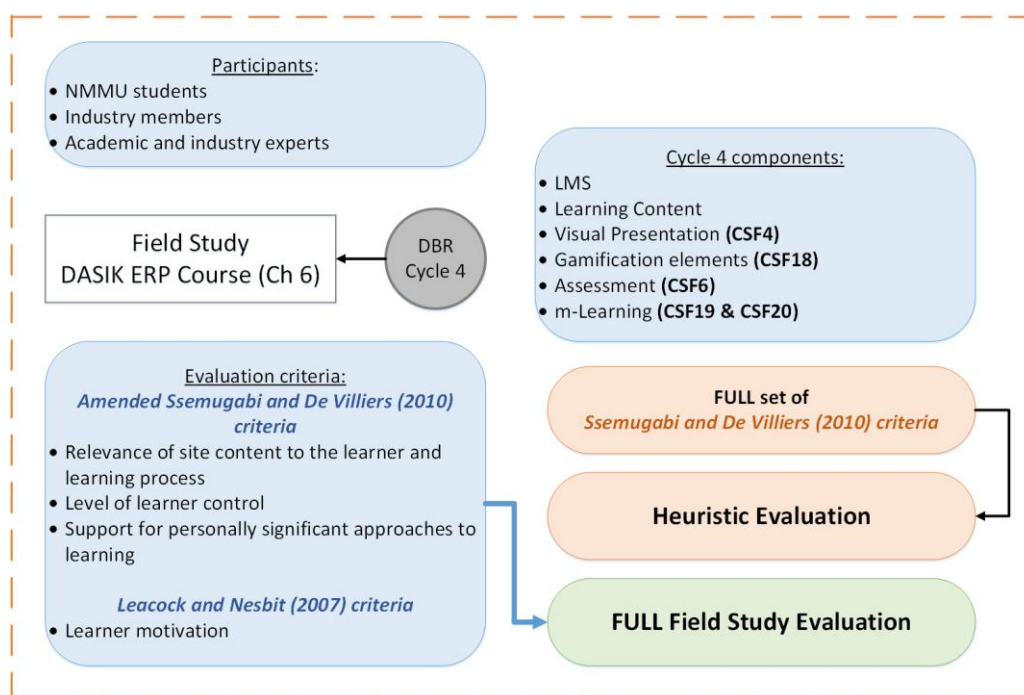 Participants:
• NMMU students
• Industry members
• Academic and industry experts
Field Study
DASIK ERP Course (Ch 6)
DBR
Cycle 4
Cycle 4 components:
• LMS
• Learning Content
• Visual Presentation (CSF4)
• Gamification elements (CSF18)
• Assessment (CSF6)
• m-Learning (CSF19 & CSF20)
Evaluation criteria:
Amended Ssemugabi and De Villiers (2010)
criteria
• Relevance of site content to the learner and
learning process
• Level of learner control
• Support for personally significant approaches to
learning
Leacock and Nesbit (2007) criteria
• Learner motivation
FULL set of
Ssemugabi and De Villiers (2010) criteria
Heuristic Evaluation
FULL Field Study Evaluation